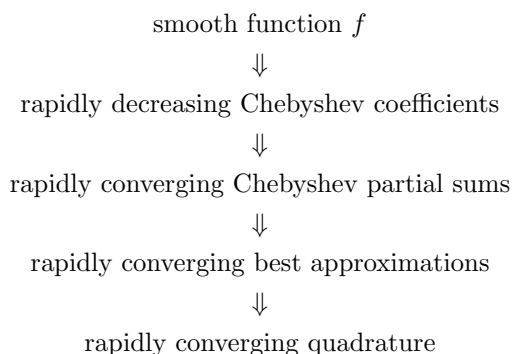 smooth function f
⇓
rapidly decreasing Chebyshev coefficients
⇓
rapidly converging Chebyshev partial sums
⇓
rapidly converging best approximations
⇓
rapidly converging quadrature